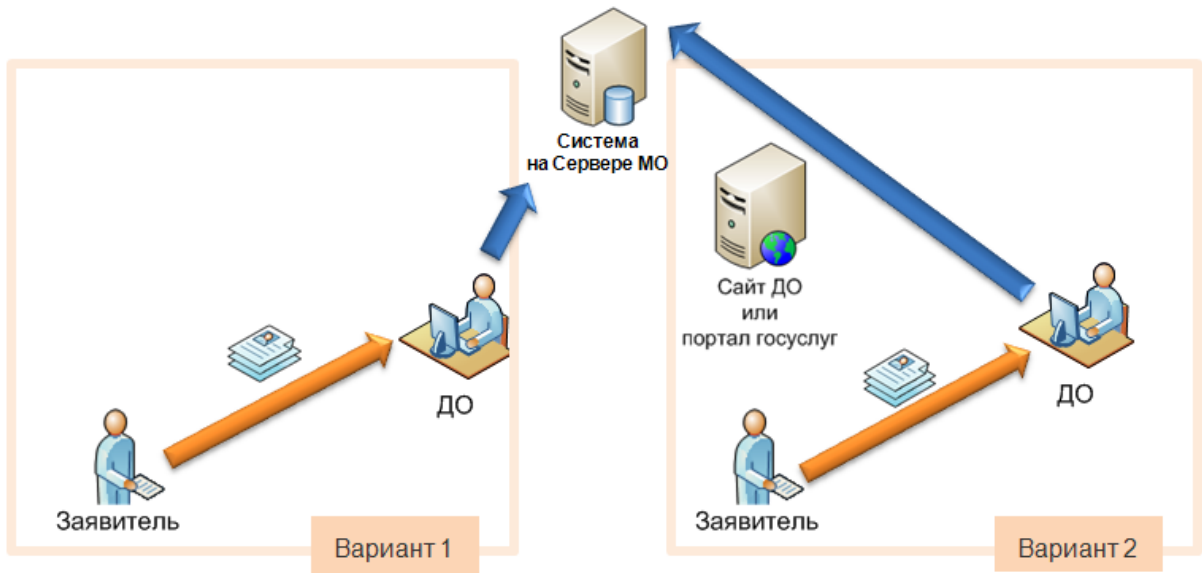 Система
на Сервере МО
ДО
Заявитель
Вариант 1
Сайт ДО
или
портал госуслуг
ДО
Заявитель
Вариант 2